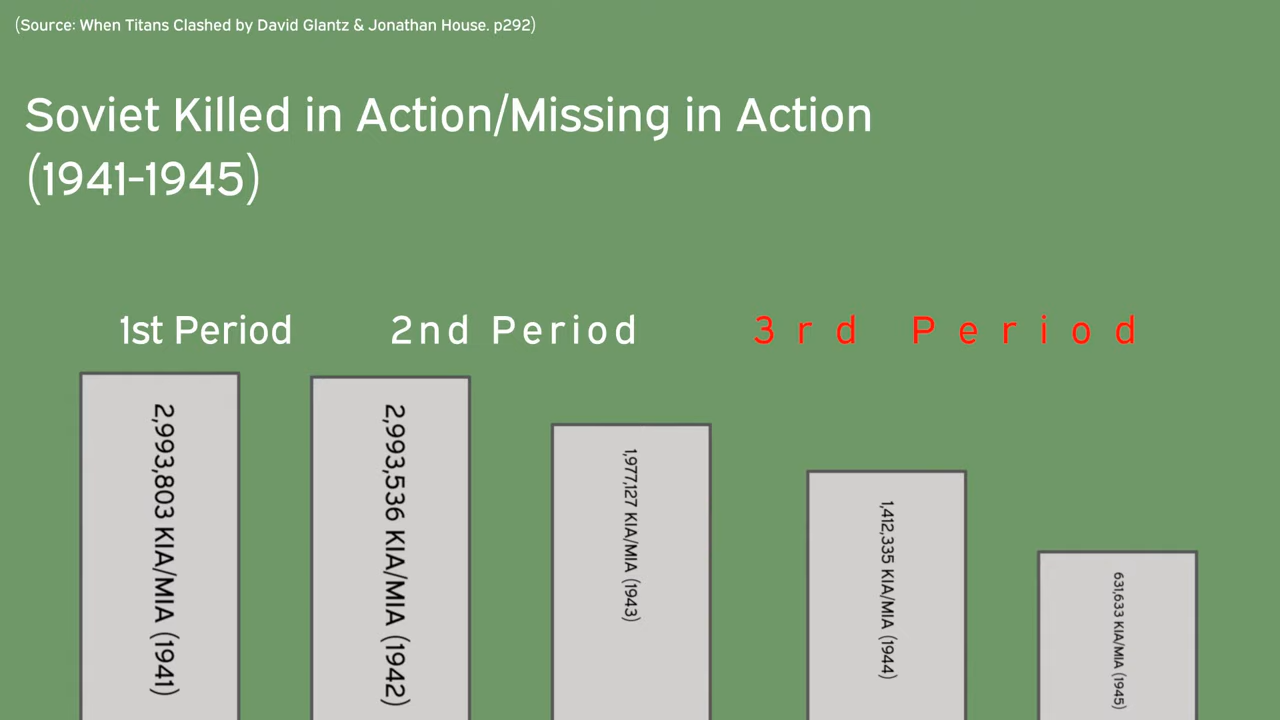 (Source: When Titans Clashed by David Glantz & Jonathan House. p292)
Soviet Killed in Action/Missing in Action
(1941-1945)
1st Period
2nd Period
3rd Period
2,993,803 KIA/MIA (1941)
2,993,536 KIA/MIA (1942)
1,977,127 KIA/MIA (1943)
1,412,335 KIA/MIA (1944)
631,633 KIA/MIA (1945)